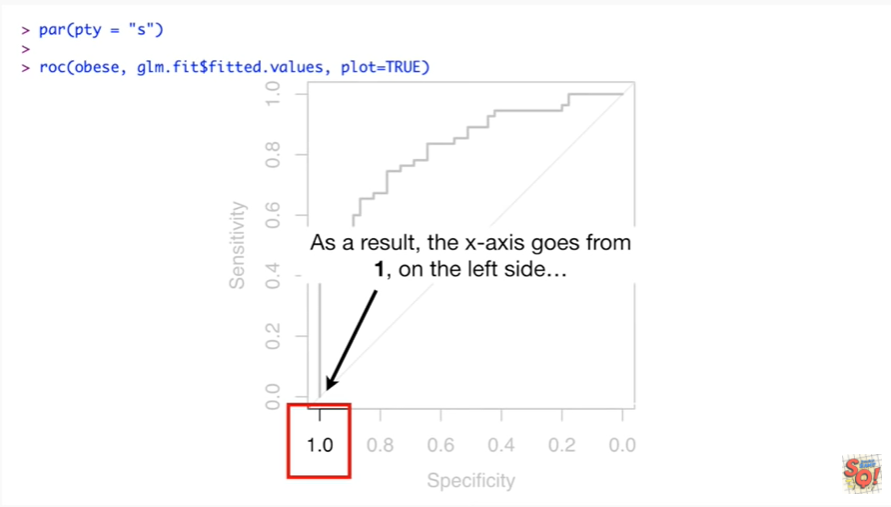 > par(pty = "s")
>
> roc(obese, glm.fit$fitted.values, plot=TRUE)
1.0
0.8
0.6
0.4
0.2
0.0
Sensitivity
As a result, the x-axis goes from
1, on the left side…
1.0 0.8 0.6 0.4 0.2 0.0
Specificity